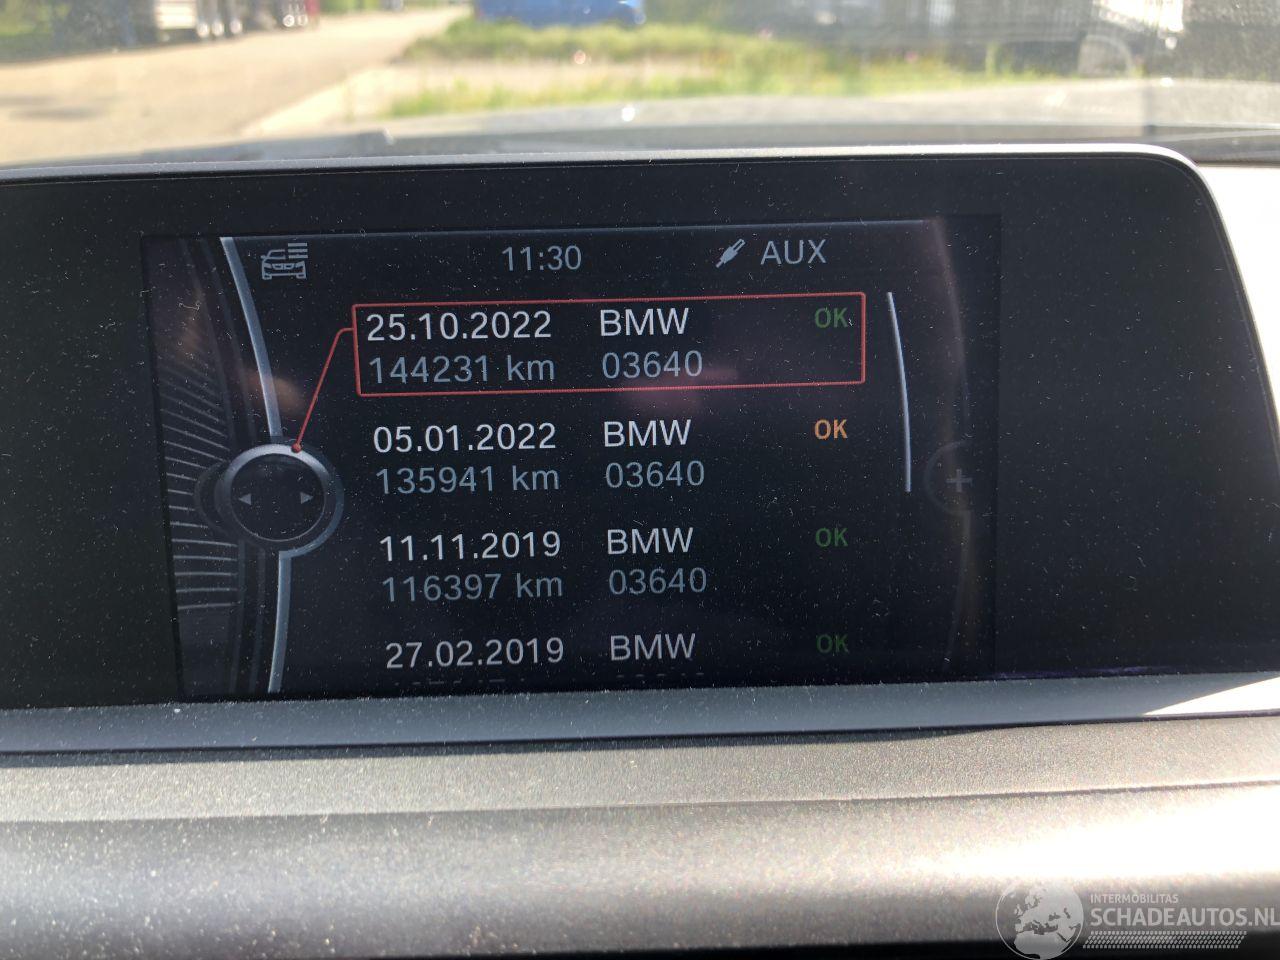 11:30 AUX
25.10.2022 BMW OK
144231 km 03640
05.01.2022 BMW OK
135941 km 03640
11.11.2019 BMW OK
116397 km 03640
27.02.2019 BMW OK
INTERMOBILITAS
SCHADEAUTOS.NL